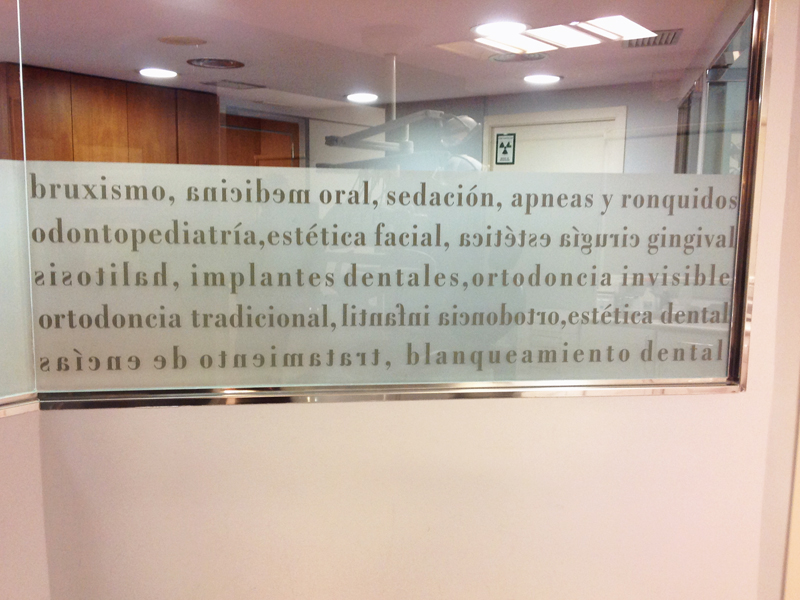 bruxismo, medicina oral, sedación, apneas y ronquidos
odontopediatría,estética facial, cirugía estética gingival
halitosis, implantes dentales,ortodoncia invisible
ortodoncia tradicional,ortodoncia infantil,estética dental
tratamiento de encías, blanqueamiento dental